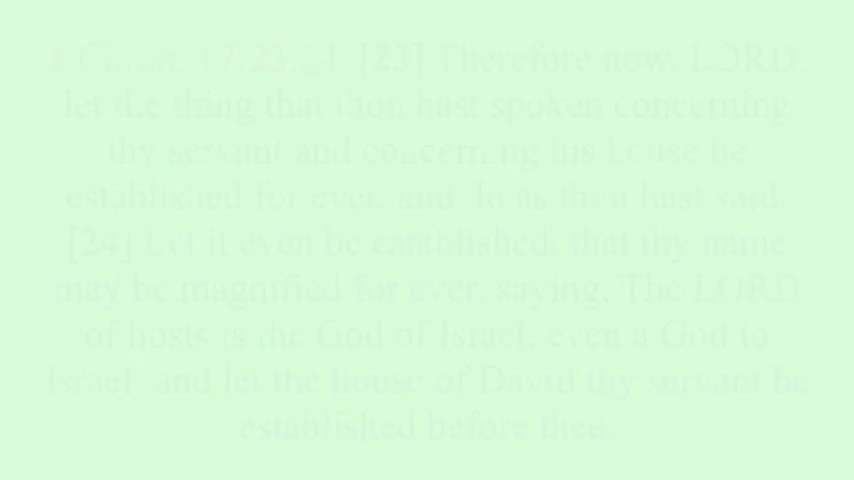 1 Chron. 17:23-24 [23] Therefore now, LORD,
let the thing that thou hast spoken concerning
thy servant and concerning his house be
established for ever, and do as thou hast said.
[24] Let it even be established, that thy name
may be magnified for ever, saying, The LORD
of hosts is the God of Israel, even a God to
Israel: and let the house of David thy servant be
established before thee.